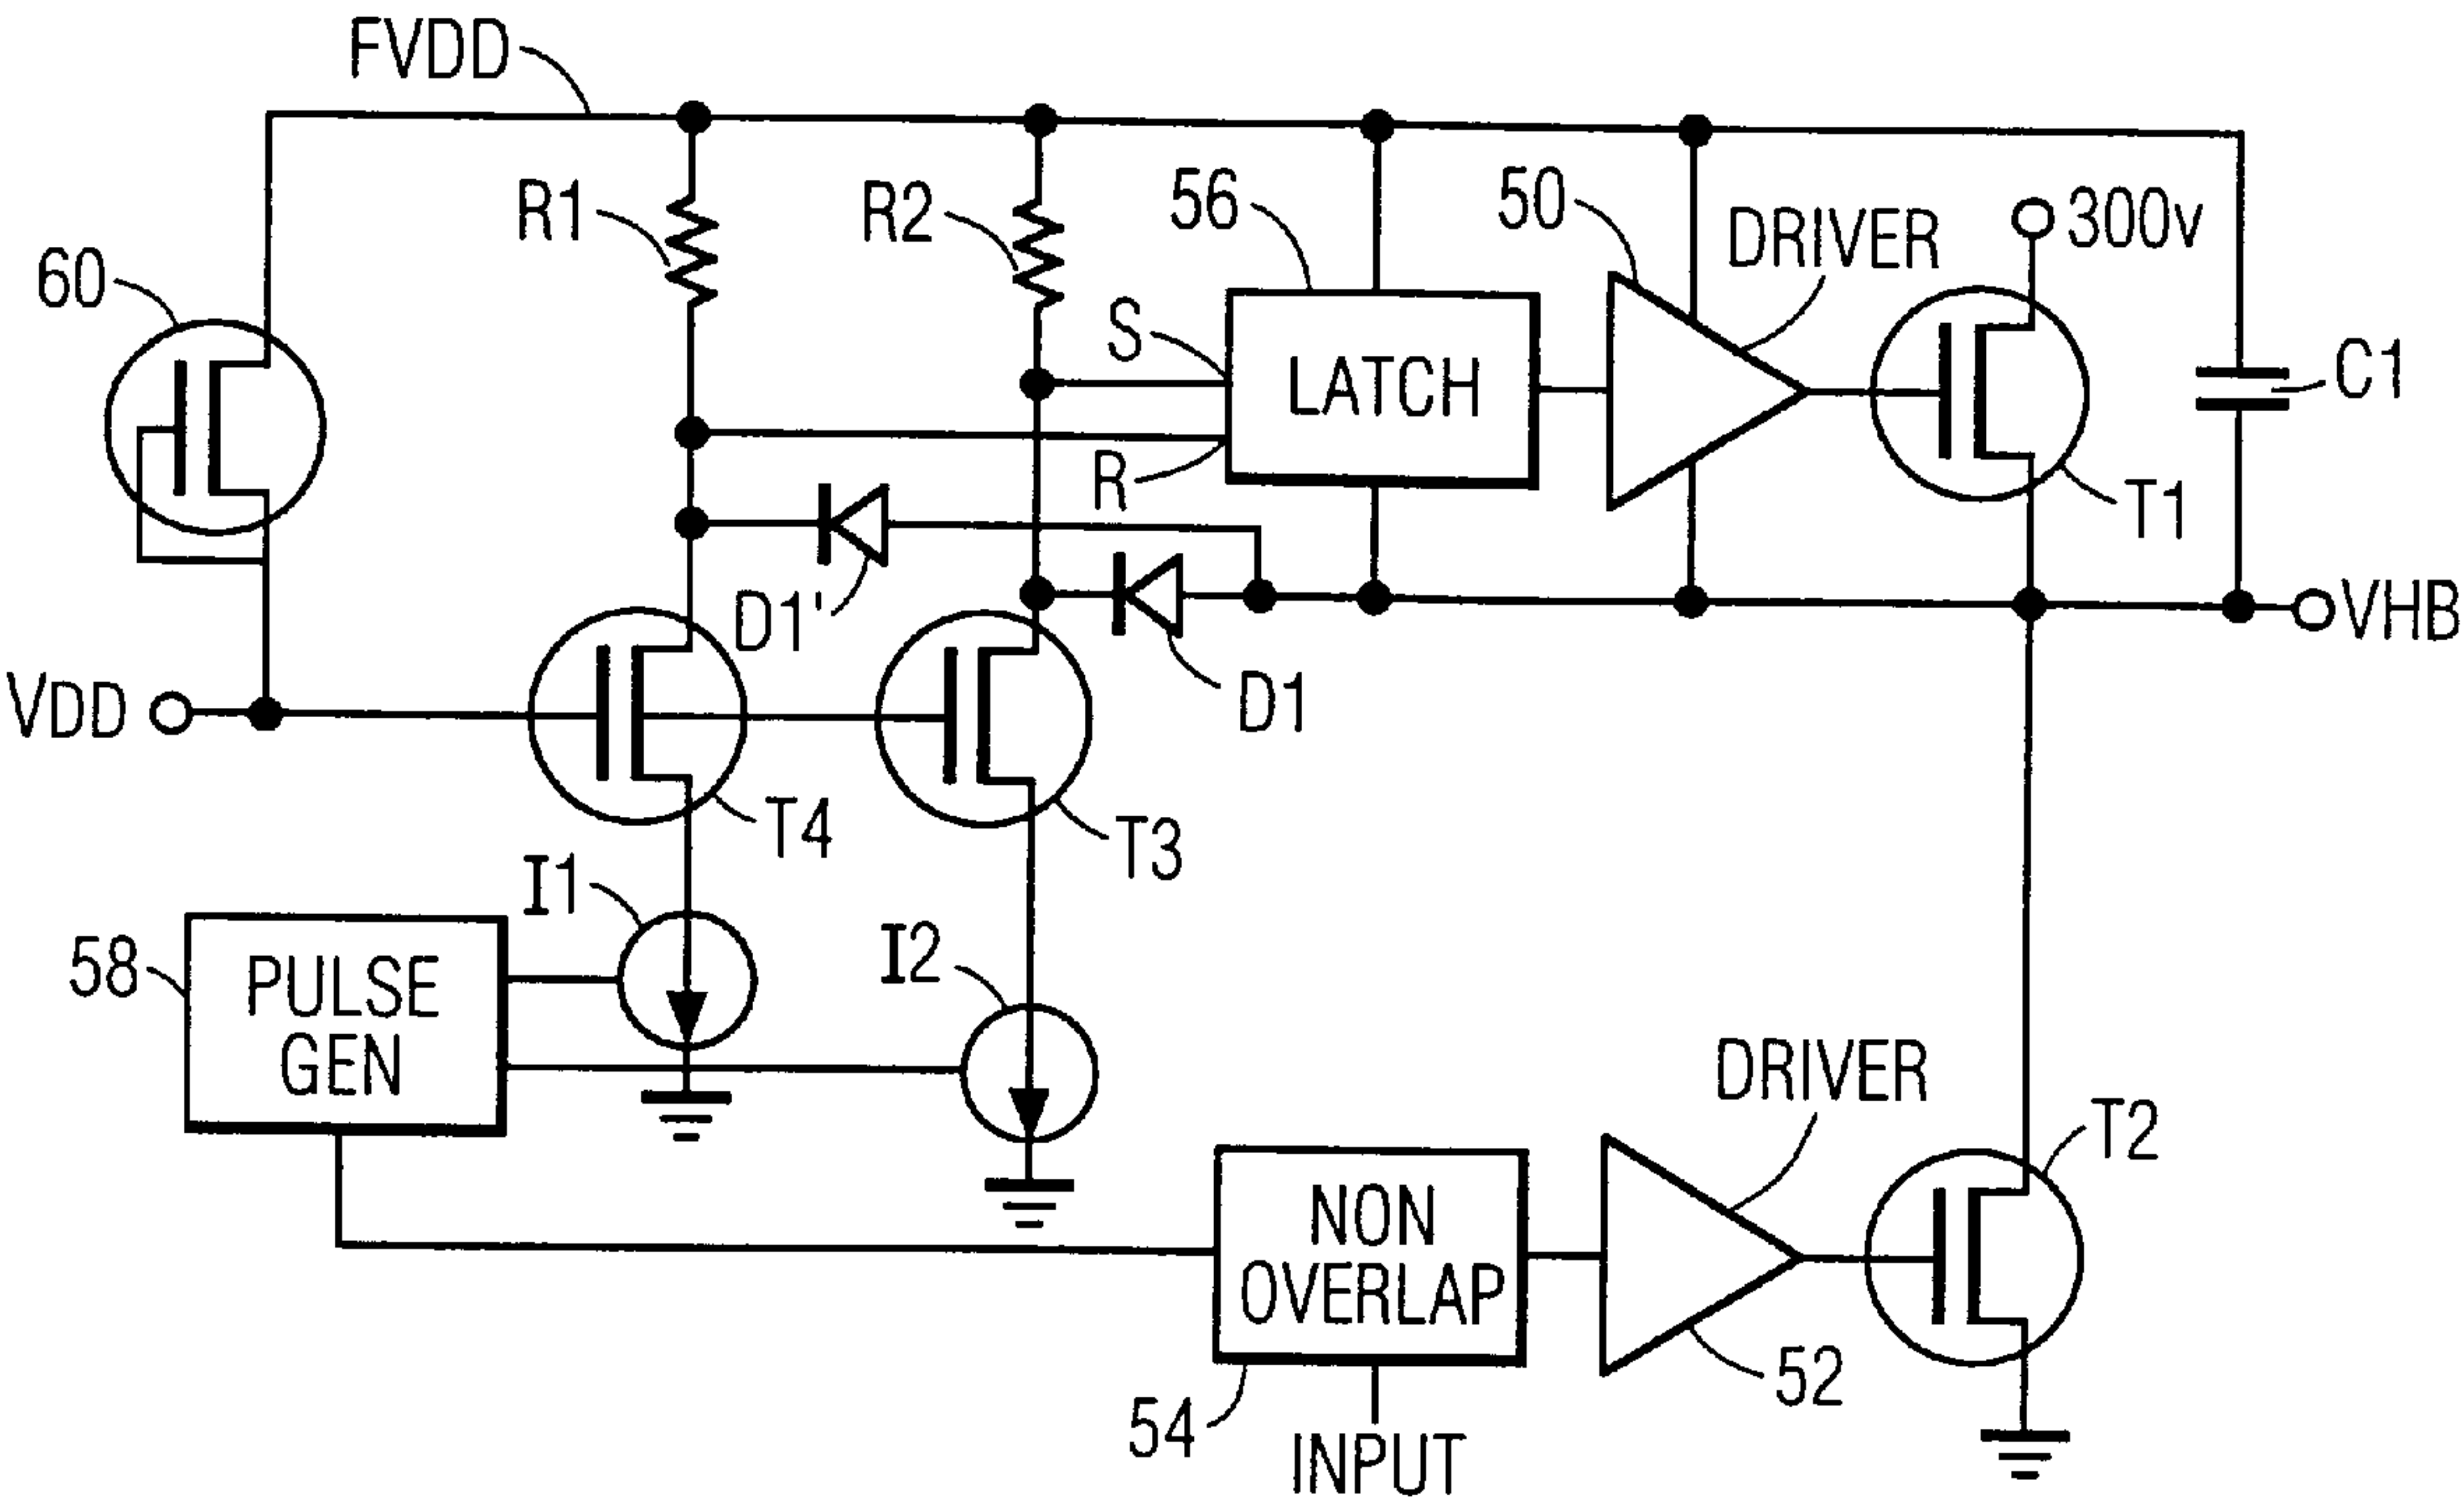 FVDD
R1
R2
56
50
DRIVER
300v
60
S
LATCH
C1
R
T1
D1'
VHB
VDD
D1
T4
T3
I1
I2
58
PULSE
GEN
DRIVER
T2
NON
OVERLAP
52
54
INPUT